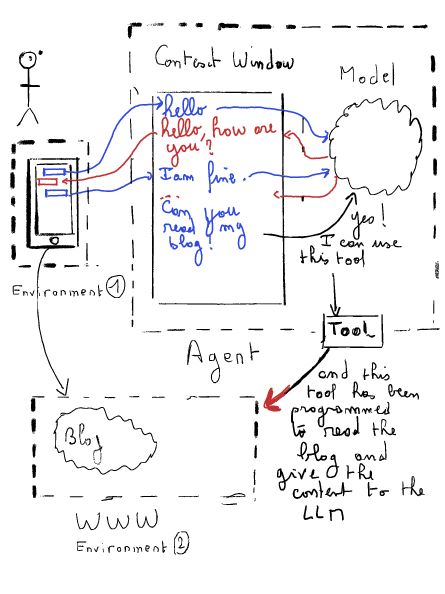 Context Window
Model
hello
hello, how are
you?
I am fine.
...
Can you
read my
blog?
yes!
I can use
this tool
Environment 1
Tool
Agent
and this
tool has been
programmed
to read the
blog and
give the
content to the
LLM
Blog
WWW
Environment 2